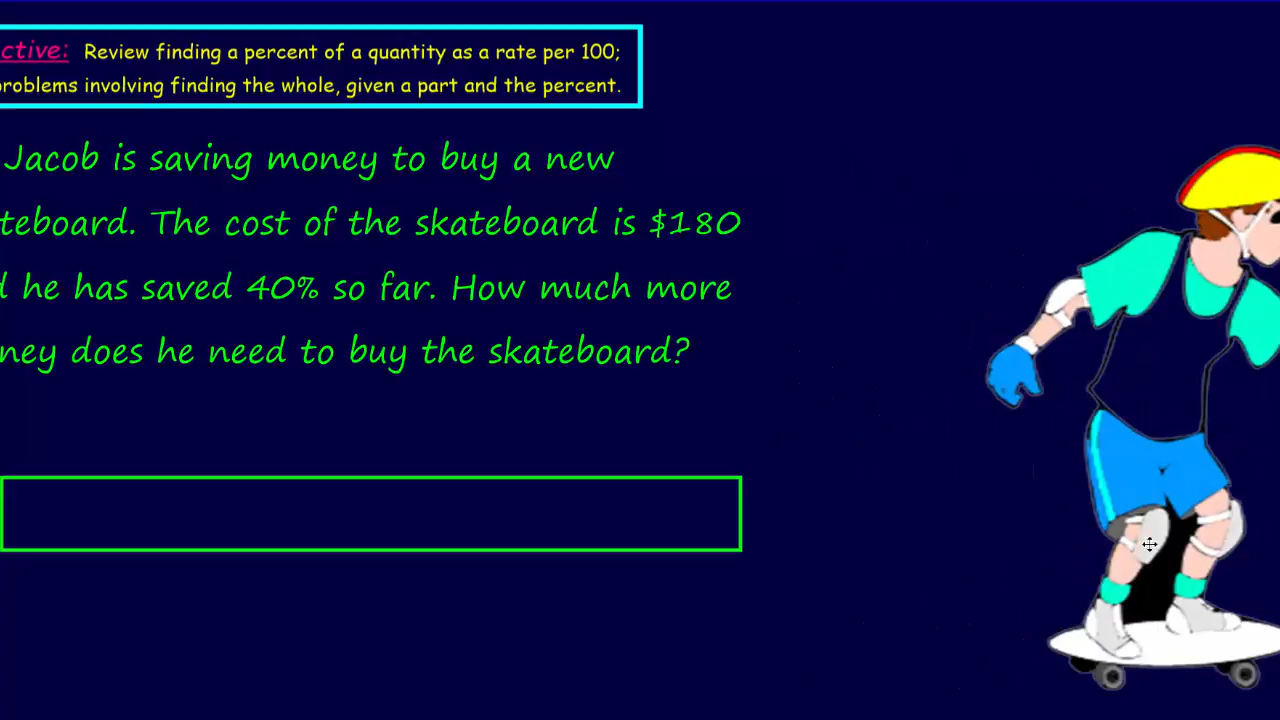 ctive: Review finding a percent of a quantity as a rate per 100;
problems involving finding the whole, given a part and the percent.
Jacob is saving money to buy a new
teboard. The cost of the skateboard is $180
d he has saved 40% so far. How much more
ney does he need to buy the skateboard?